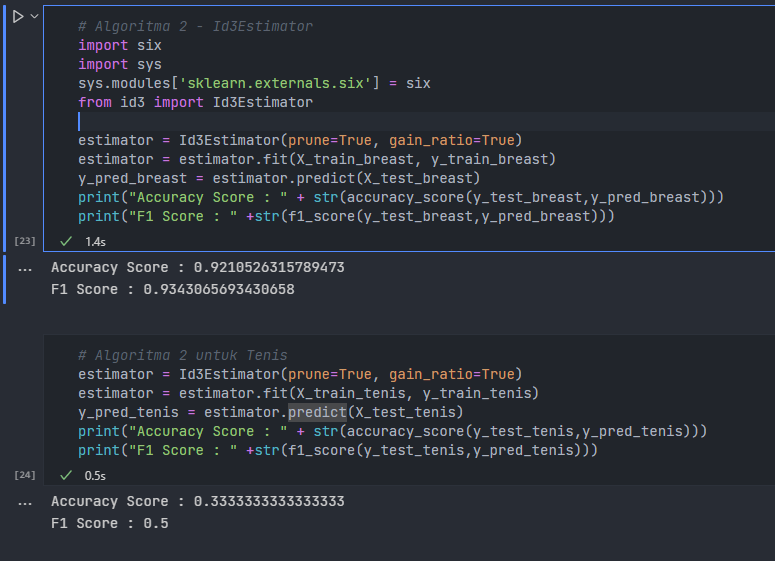 # Algoritma 2 - Id3Estimator
import six
import sys
sys.modules['sklearn.externals.six'] = six
from id3 import Id3Estimator
estimator = Id3Estimator(prune=True, gain_ratio=True)
estimator = estimator.fit(X_train_breast, y_train_breast)
y_pred_breast = estimator.predict(X_test_breast)
print("Accuracy Score : " + str(accuracy_score(y_test_breast,y_pred_breast)))
print("F1 Score : " +str(f1_score(y_test_breast,y_pred_breast)))
[23] 1.4s
... Accuracy Score : 0.9210526315789473
F1 Score : 0.9343065693430658
# Algoritma 2 untuk Tenis
estimator = Id3Estimator(prune=True, gain_ratio=True)
estimator = estimator.fit(X_train_tenis, y_train_tenis)
y_pred_tenis = estimator.predict(X_test_tenis)
print("Accuracy Score : " + str(accuracy_score(y_test_tenis,y_pred_tenis)))
print("F1 Score : " +str(f1_score(y_test_tenis,y_pred_tenis)))
[24] 0.5s
... Accuracy Score : 0.3333333333333333
F1 Score : 0.5